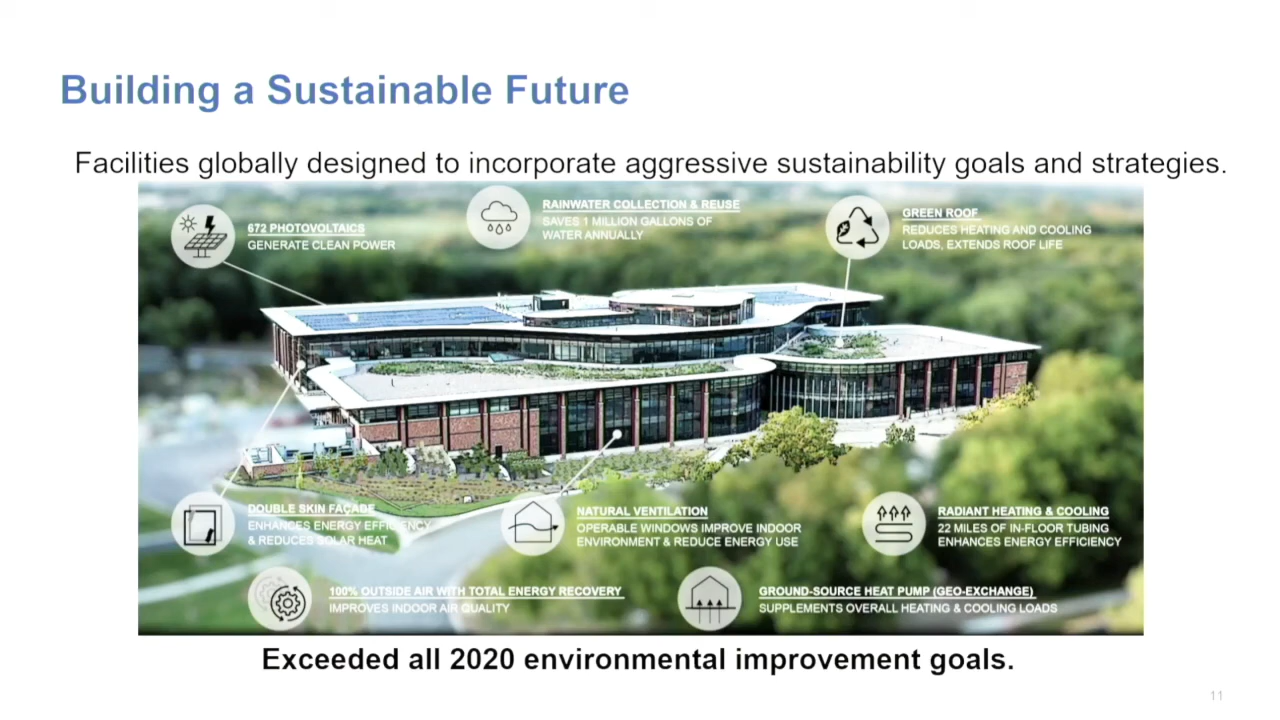 Building a Sustainable Future
Facilities globally designed to incorporate aggressive sustainability goals and strategies.
672 PHOTOVOLTAICS
GENERATE CLEAN POWER
RAINWATER COLLECTION & REUSE
SAVES 1 MILLION GALLONS OF
WATER ANNUALLY
GREEN ROOF
REDUCES HEATING AND COOLING
LOADS, EXTENDS ROOF LIFE
DOUBLE SKIN FAÇADE
ENHANCES ENERGY EFFICIENCY
& REDUCES SOLAR HEAT
NATURAL VENTILATION
OPERABLE WINDOWS IMPROVE INDOOR
ENVIRONMENT & REDUCE ENERGY USE
RADIANT HEATING & COOLING
22 MILES OF IN-FLOOR TUBING
ENHANCES ENERGY EFFICIENCY
100% OUTSIDE AIR WITH TOTAL ENERGY RECOVERY
IMPROVES INDOOR AIR QUALITY
GROUND-SOURCE HEAT PUMP (GEO-EXCHANGE)
SUPPLEMENTS OVERALL HEATING & COOLING LOADS
Exceeded all 2020 environmental improvement goals.
11